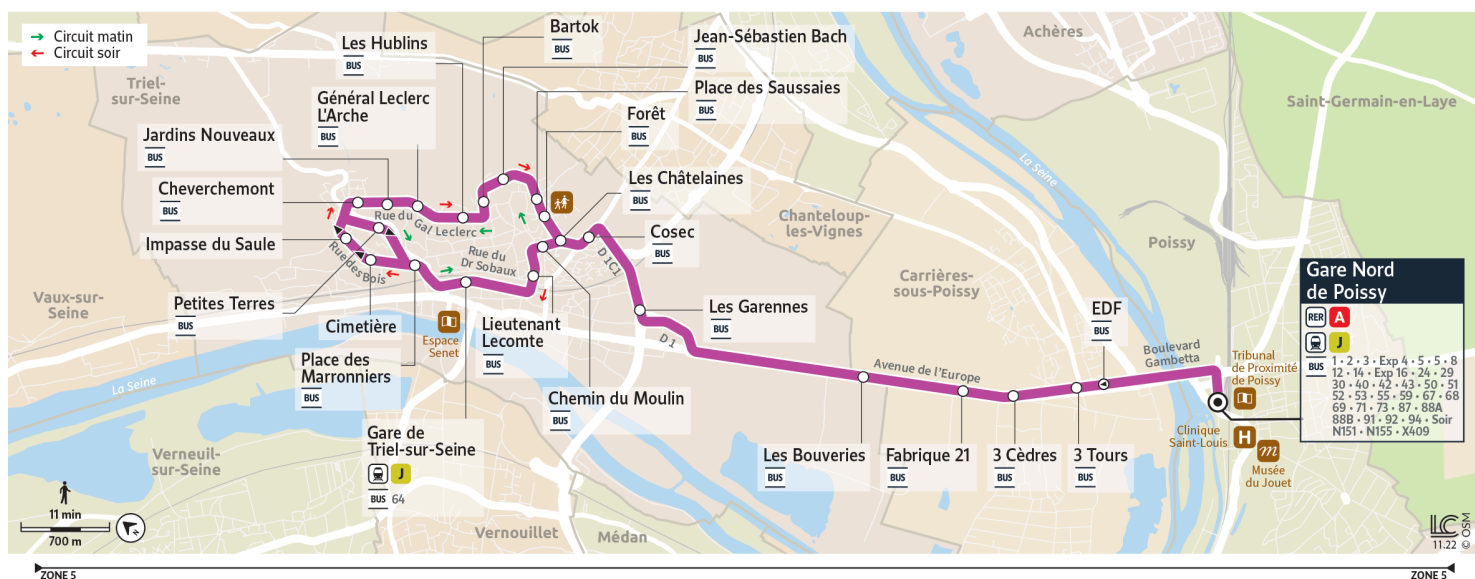 Circuit matin
Circuit soir
Triel-
sur-Seine
Les Hublins
BUS
Bartok
BUS
Jean-Sébastien Bach
BUS
Achères
Général Leclerc
L'Arche
BUS
Place des Saussaies
BUS
Saint-Germain-en-Laye
Jardins Nouveaux
BUS
Forêt
BUS
La Seine
Cheverchemont
BUS
Les Châtelaines
BUS
Chanteloup-
les-Vignes
Impasse du Saule
Rue du
Gal Leclerc
Cosec
BUS
Poissy
Rue des Bois
Rue du
Dr Sobaux
D1C1
Carrières-
sous-Poissy
Gare Nord
de Poissy
RER A
J
BUS
1 • 2 • 3 • Exp 4 • 5 • 5 • 8
12 • 14 • Exp 16 • 24 • 29
30 • 40 • 42 • 43 • 50 • 51
52 • 53 • 55 • 59 • 67 • 68
69 • 71 • 73 • 87 • 88A
88B • 91 • 92 • 94 • Soir
N151 • N155 • X409
Vaux-sur-
Seine
Petites Terres
BUS
Cimetière
Espace
Senet
Lieutenant
Lecomte
BUS
Les Garennes
BUS
D1
EDF
BUS
Boulevard
Gambetta
Tribunal
de Proximité
de Poissy
Place des
Marronniers
BUS
La Seine
Avenue de l'Europe
Chemin du Moulin
BUS
Clinique
Saint-Louis
H
m
Musée
du Jouet
Gare de
Triel-sur-Seine
J
BUS 64
Les Bouveries
BUS
Fabrique 21
BUS
3 Cèdres
BUS
3 Tours
BUS
Verneuil-
sur-Seine
Vernouillet
Médan
11 min
700 m
N
LC
11.22
© OSM
ZONE 5
ZONE 5